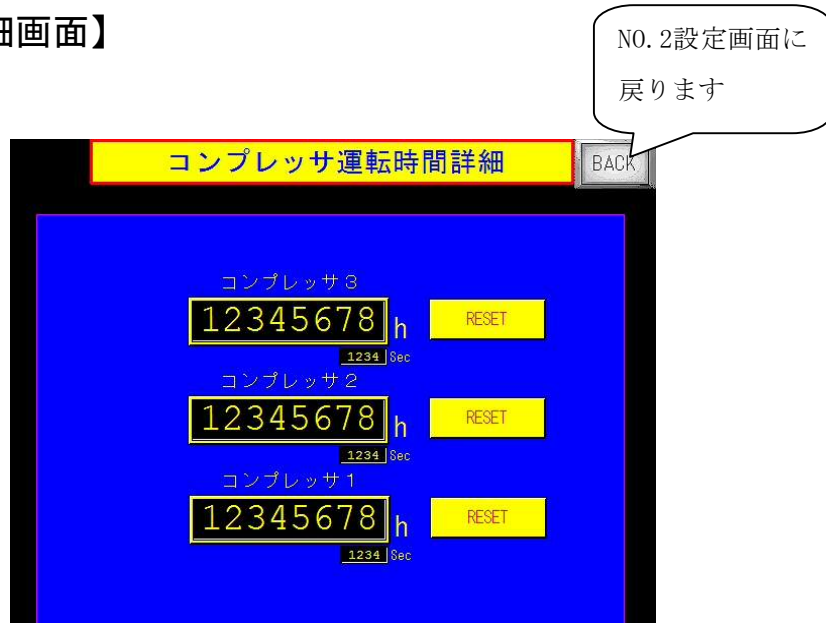 細画面】
NO.2設定画面に
戻ります
コンプレッサ運転時間詳細
BACK
コンプレッサ3
12345678 h RESET
1234 Sec
コンプレッサ2
12345678 h RESET
1234 Sec
コンプレッサ1
12345678 h RESET
1234 Sec